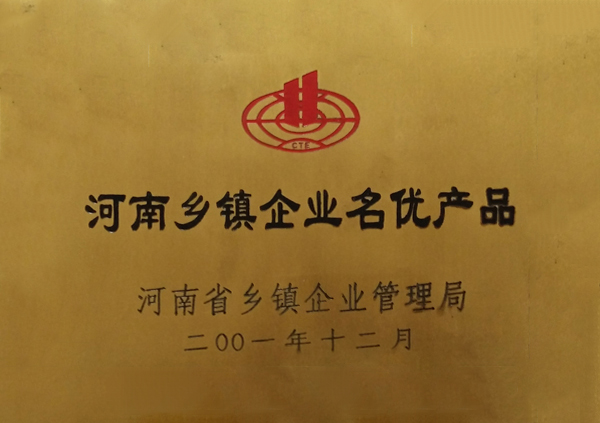 CTE
河南乡镇企业名优产品
河南省乡镇企业管理局
二00一年十二月